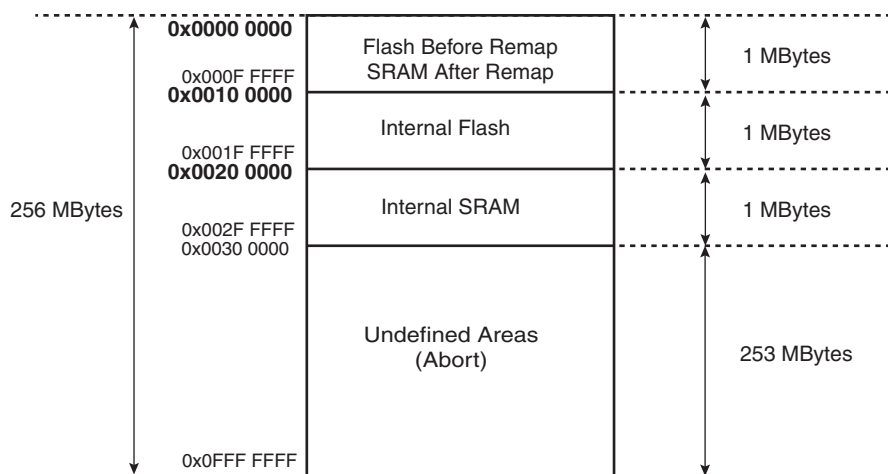 0x0000 0000
Flash Before Remap
SRAM After Remap
1 MBytes
0x000F FFFF
0x0010 0000
Internal Flash
1 MBytes
0x001F FFFF
0x0020 0000
256 MBytes
Internal SRAM
1 MBytes
0x002F FFFF
0x0030 0000
Undefined Areas
(Abort)
253 MBytes
0x0FFF FFFF